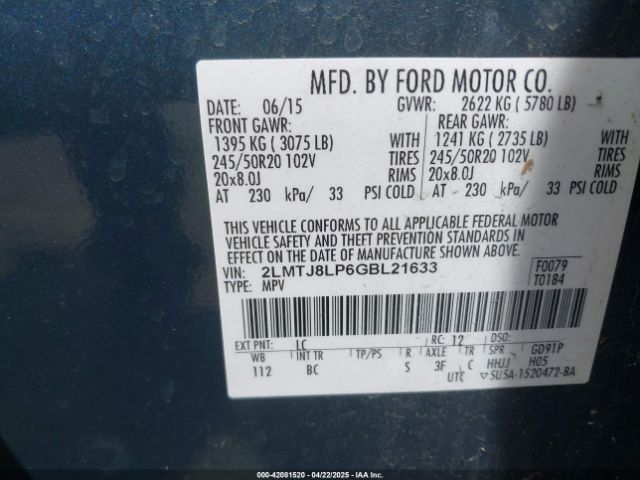 MFD. BY FORD MOTOR CO.
DATE: 06/15 GVWR: 2622 KG ( 5780 LB)
FRONT GAWR: REAR GAWR:
1395 KG ( 3075 LB) WITH 1241 KG ( 2735 LB) WITH
245/50R20 102V TIRES 245/50R20 102V TIRES
20x8.0J RIMS 20x8.0J RIMS
AT 230 kPa/ 33 PSI COLD AT 230 kPa/ 33 PSI COLD
THIS VEHICLE CONFORMS TO ALL APPLICABLE FEDERAL MOTOR
VEHICLE SAFETY AND THEFT PREVENTION STANDARDS IN
EFFECT ON THE DATE OF MANUFACTURE SHOWN ABOVE.
VIN: 2LMTJ8LP6GBL21633 F0079
TYPE: MPV T0184
EXT PNT: LC RC: 12 DSO:
WB INT TR TP/PS R AXLE TR SPR GD91P
112 BC S 3F C HHJJ H05
UTC ▽5U5A-1520472-BA
000-42081520 | 04/22/2025 - IAA, LLC.